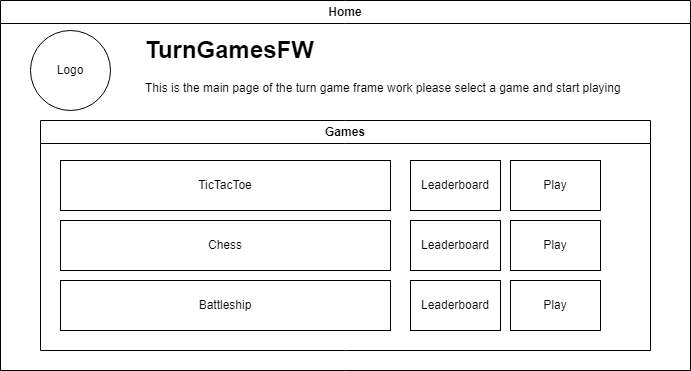 Home
Logo
TurnGamesFW
This is the main page of the turn game frame work please select a game and start playing
Games
TicTacToe Leaderboard Play
Chess Leaderboard Play
Battleship Leaderboard Play